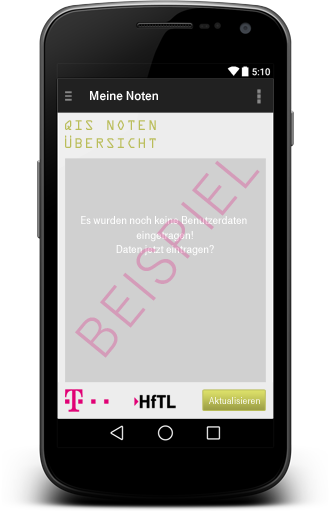 5:10
Meine Noten
QIS NOTEN
ÜBERSICHT
Es wurden noch keine Benutzerdaten
eingetragen!
Daten jetzt eintragen?
BEISPIEL
T
HfTL
Aktualisieren